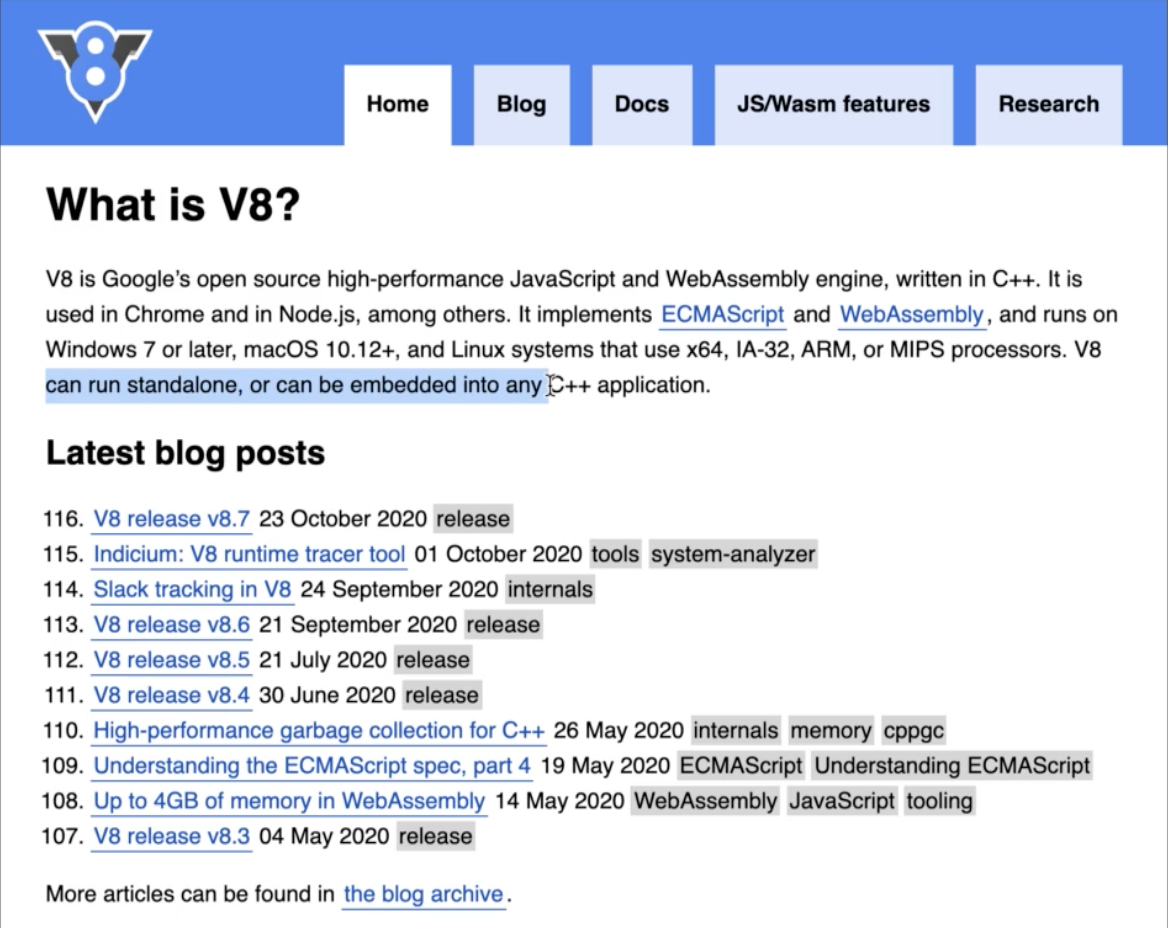 Home Blog Docs JS/Wasm features Research
What is V8?
V8 is Google's open source high-performance JavaScript and WebAssembly engine, written in C++. It is
used in Chrome and in Node.js, among others. It implements ECMAScript and WebAssembly, and runs on
Windows 7 or later, macOS 10.12+, and Linux systems that use x64, IA-32, ARM, or MIPS processors. V8
can run standalone, or can be embedded into any C++ application.
Latest blog posts
116. V8 release v8.7 23 October 2020 release
115. Indicium: V8 runtime tracer tool 01 October 2020 tools system-analyzer
114. Slack tracking in V8 24 September 2020 internals
113. V8 release v8.6 21 September 2020 release
112. V8 release v8.5 21 July 2020 release
111. V8 release v8.4 30 June 2020 release
110. High-performance garbage collection for C++ 26 May 2020 internals memory cppgc
109. Understanding the ECMAScript spec, part 4 19 May 2020 ECMAScript Understanding ECMAScript
108. Up to 4GB of memory in WebAssembly 14 May 2020 WebAssembly JavaScript tooling
107. V8 release v8.3 04 May 2020 release
More articles can be found in the blog archive.